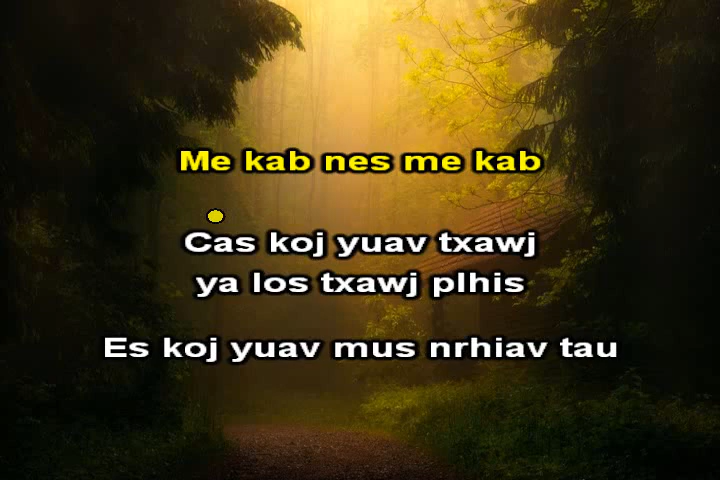 Me kab nes me kab
Cas koj yuav txawj
ya los txawj plhis
Es koj yuav mus nrhiav tau